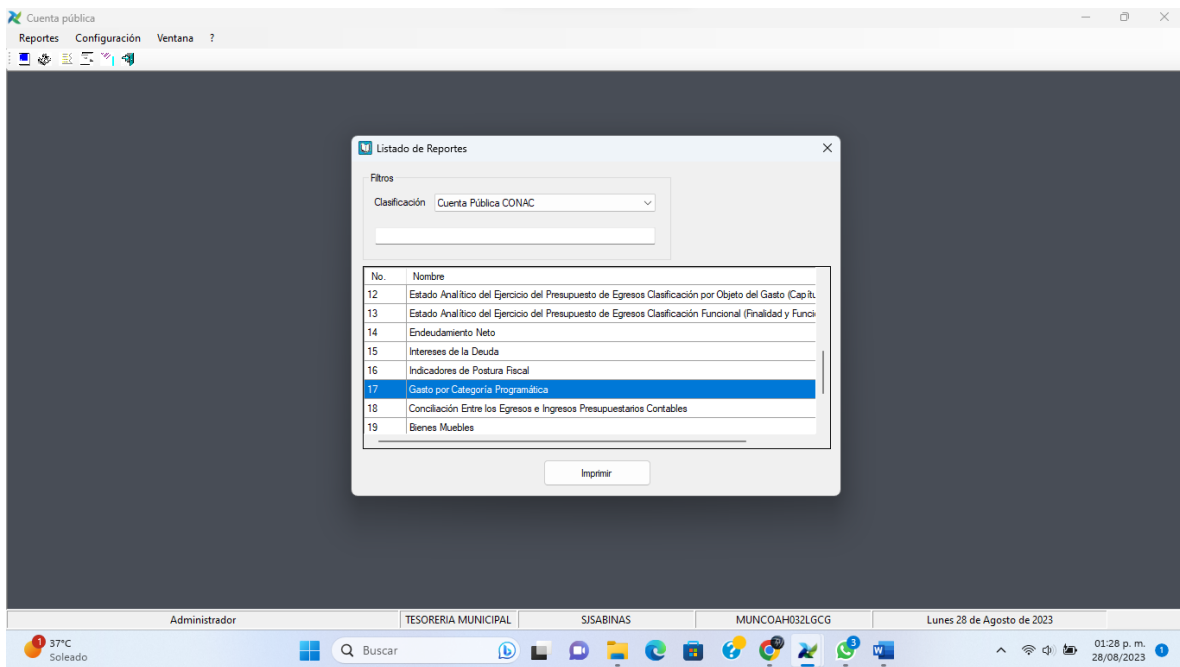 Cuenta pública
Reportes Configuración Ventana ?
Listado de Reportes
Filtros
Clasificación Cuenta Pública CONAC
No. Nombre
12 Estado Analítico del Ejercicio del Presupuesto de Egresos Clasificación por Objeto del Gasto (Capítu
13 Estado Analítico del Ejercicio del Presupuesto de Egresos Clasificación Funcional (Finalidad y Funci
14 Endeudamiento Neto
15 Intereses de la Deuda
16 Indicadores de Postura Fiscal
17 Gasto por Categoría Programática
18 Conciliación Entre los Egresos e Ingresos Presupuestarios Contables
19 Bienes Muebles
Imprimir
Administrador TESORERIA MUNICIPAL SJSABINAS MUNCOAH032LGCG Lunes 28 de Agosto de 2023
1 37°C
Soleado
Buscar
3
01:28 p. m.
28/08/2023
1